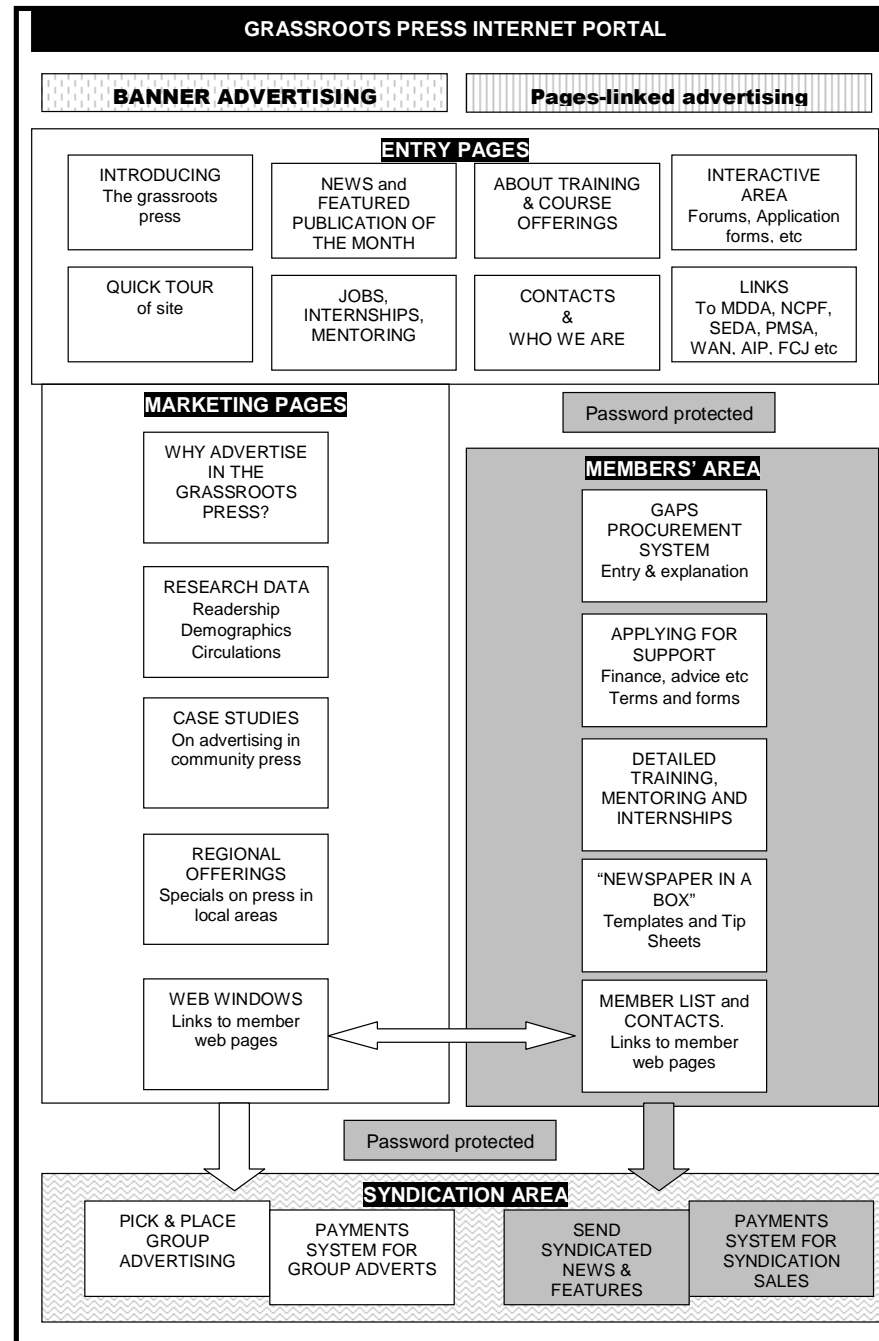 GRASSROOTS PRESS INTERNET PORTAL
BANNER ADVERTISING
Pages-linked advertising
ENTRY PAGES
INTRODUCING
The grassroots
press
NEWS and
FEATURED
PUBLICATION OF
THE MONTH
ABOUT TRAINING
& COURSE
OFFERINGS
INTERACTIVE
AREA
Forums, Application
forms, etc
QUICK TOUR
of site
JOBS,
INTERNSHIPS,
MENTORING
CONTACTS
&
WHO WE ARE
LINKS
To MDDA, NCPF,
SEDA, PMSA,
WAN, AIP, FCJ etc
MARKETING PAGES
WHY ADVERTISE
IN THE
GRASSROOTS
PRESS?
RESEARCH DATA
Readership
Demographics
Circulations
CASE STUDIES
On advertising in
community press
REGIONAL
OFFERINGS
Specials on press in
local areas
WEB WINDOWS
Links to member
web pages
Password protected
MEMBERS’ AREA
GAPS
PROCUREMENT
SYSTEM
Entry & explanation
APPLYING FOR
SUPPORT
Finance, advice etc
Terms and forms
DETAILED
TRAINING,
MENTORING AND
INTERNSHIPS
“NEWSPAPER IN A
BOX”
Templates and Tip
Sheets
MEMBER LIST and
CONTACTS.
Links to member
web pages
Password protected
SYNDICATION AREA
PICK & PLACE
GROUP
ADVERTISING
PAYMENTS
SYSTEM FOR
GROUP ADVERTS
SEND
SYNDICATED
NEWS &
FEATURES
PAYMENTS
SYSTEM FOR
SYNDICATION
SALES